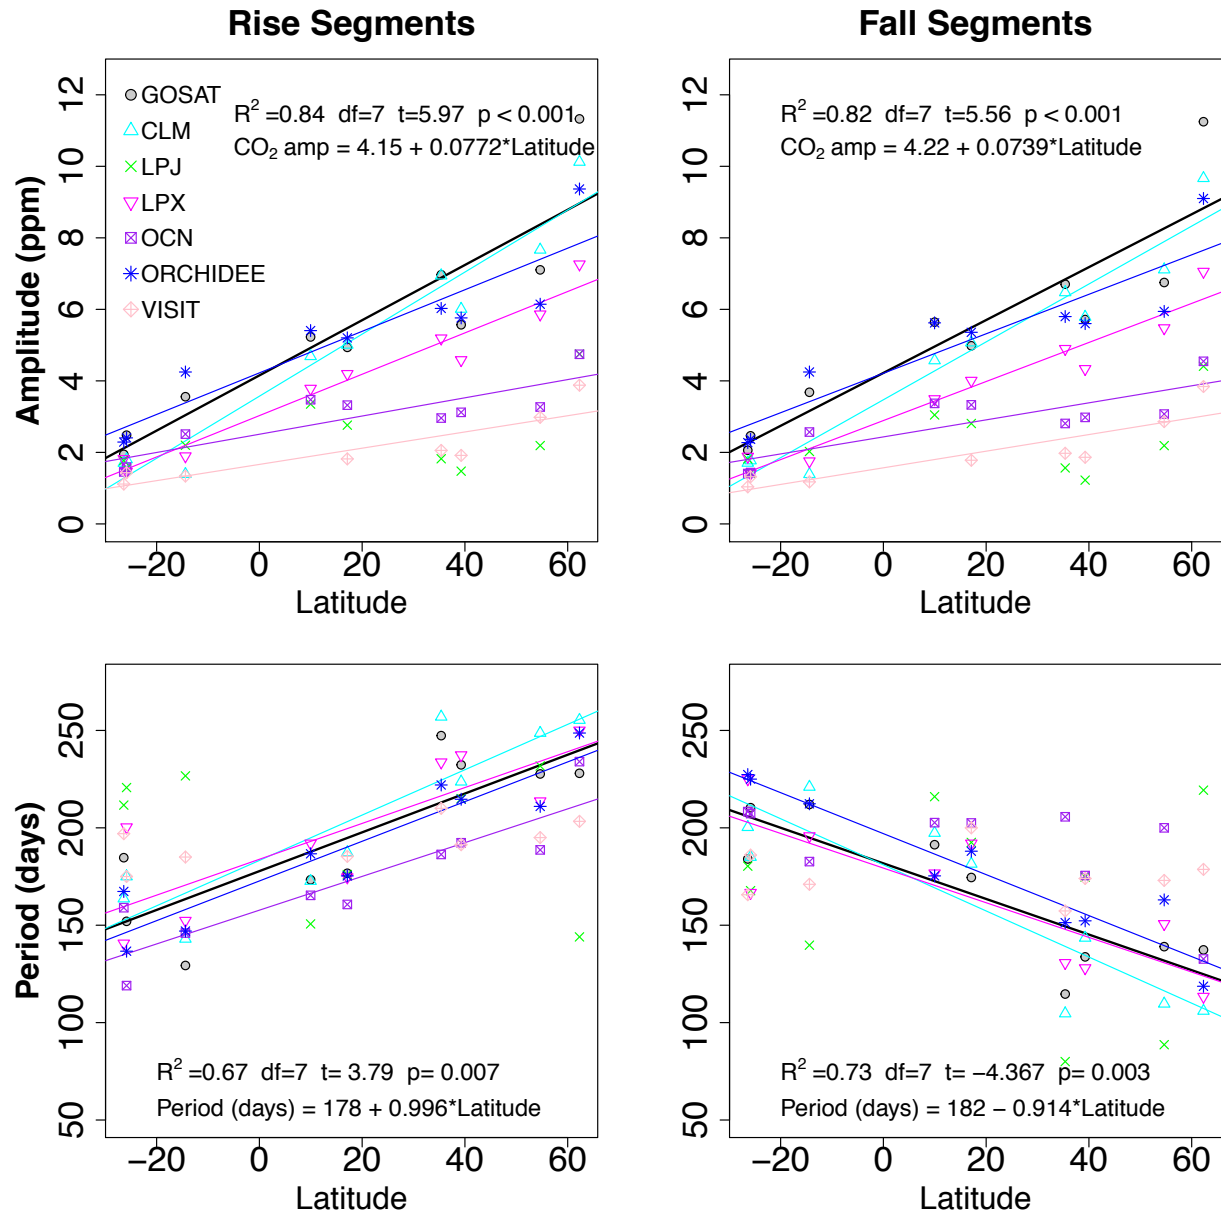 Rise Segments
Fall Segments
Amplitude (ppm)
0 2 4 6 8 10 12
GOSAT
CLM
LPJ
LPX
OCN
ORCHIDEE
VISIT
R² =0.84 df=7 t=5.97 p < 0.001
CO₂ amp = 4.15 + 0.0772*Latitude
−20 0 20 40 60
Latitude
0 2 4 6 8 10 12
R² =0.82 df=7 t=5.56 p < 0.001
CO₂ amp = 4.22 + 0.0739*Latitude
−20 0 20 40 60
Latitude
Period (days)
50 100 150 200 250
R² =0.67 df=7 t= 3.79 p= 0.007
Period (days) = 178 + 0.996*Latitude
−20 0 20 40 60
Latitude
50 100 150 200 250
R² =0.73 df=7 t= −4.367 p= 0.003
Period (days) = 182 − 0.914*Latitude
−20 0 20 40 60
Latitude